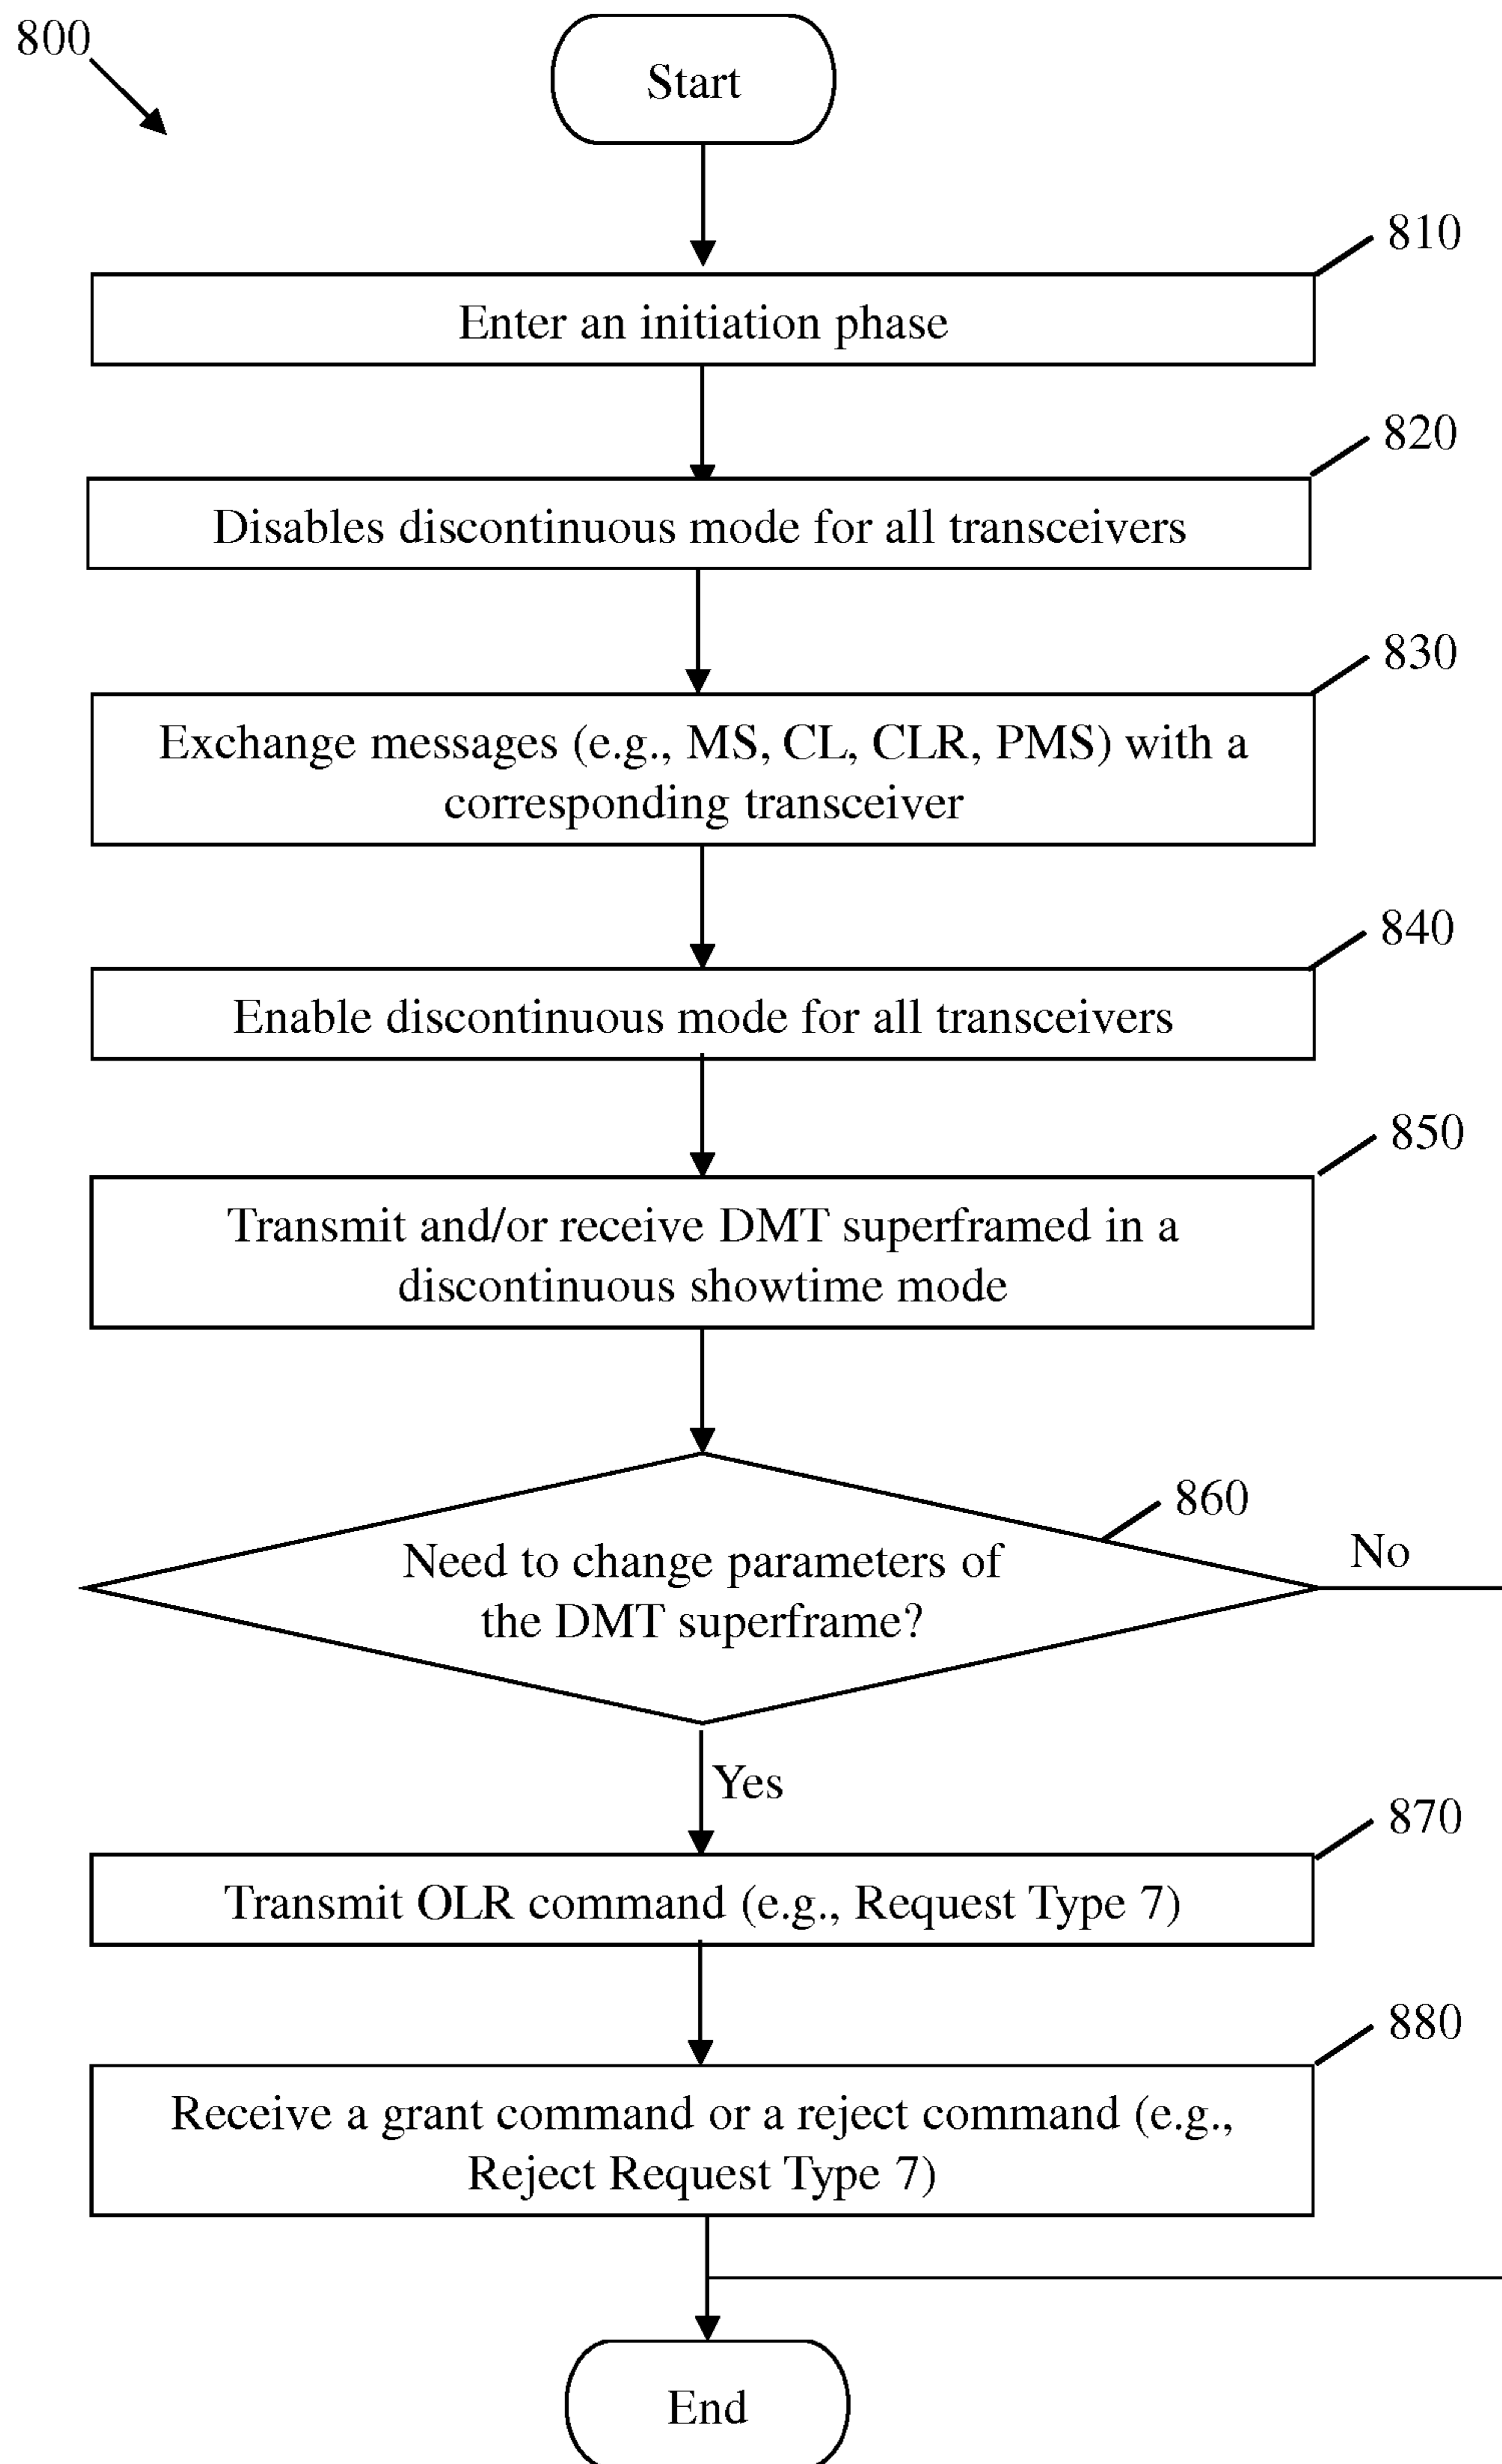 800
Start
810
Enter an initiation phase
820
Disables discontinuous mode for all transceivers
830
Exchange messages (e.g., MS, CL, CLR, PMS) with a
corresponding transceiver
840
Enable discontinuous mode for all transceivers
850
Transmit and/or receive DMT superframed in a
discontinuous showtime mode
860
Need to change parameters of
the DMT superframe?
No
Yes
870
Transmit OLR command (e.g., Request Type 7)
880
Receive a grant command or a reject command (e.g.,
Reject Request Type 7)
End